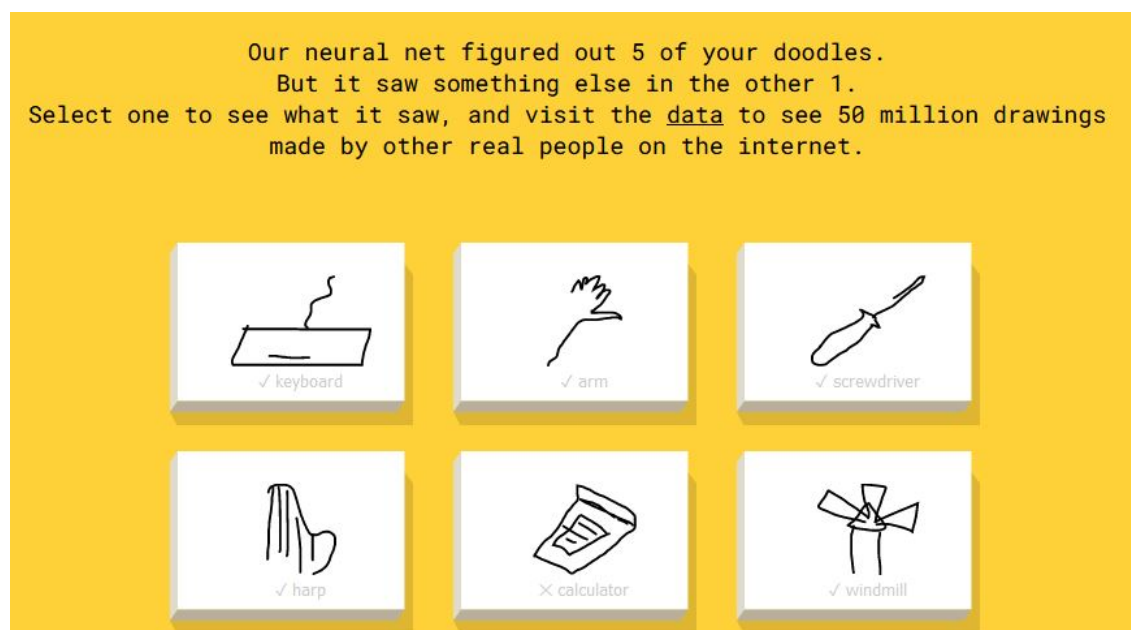 Our neural net figured out 5 of your doodles.
But it saw something else in the other 1.
Select one to see what it saw, and visit the data to see 50 million drawings
made by other real people on the internet.
✓ keyboard
✓ arm
✓ screwdriver
✓ harp
✕ calculator
✓ windmill